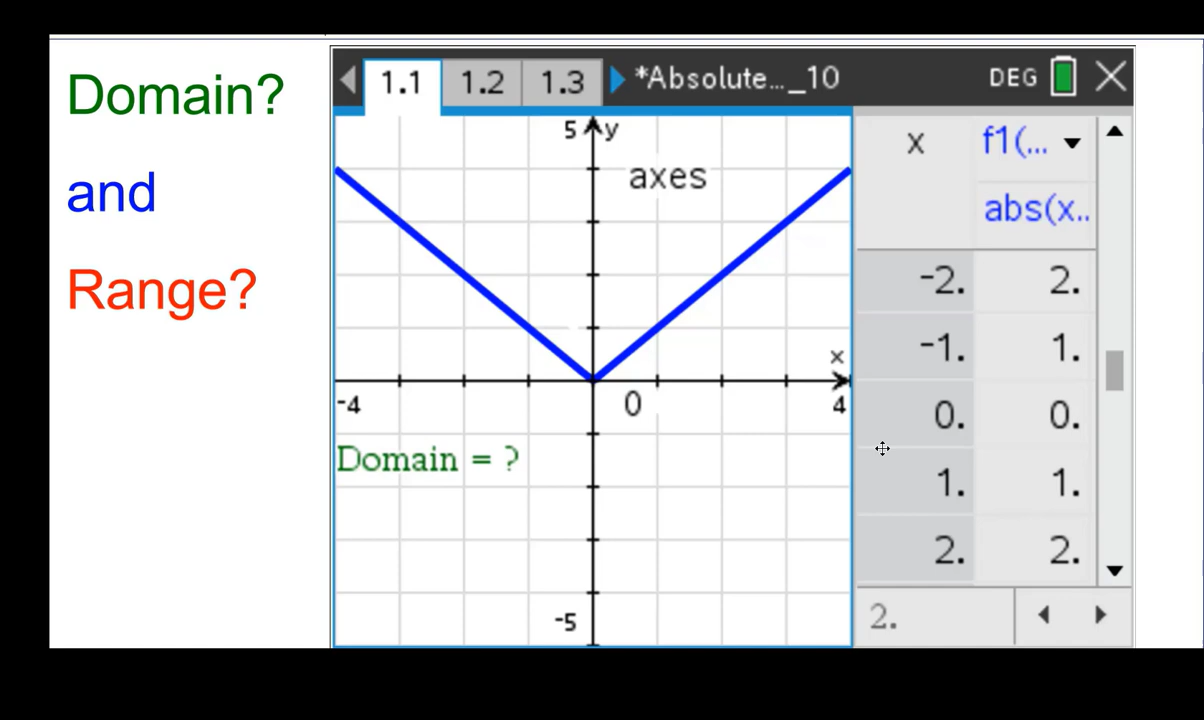 Domain?
and
Range?
1.1 1.2 1.3 *Absolute..._10 DEG
5 y
axes
x
-4 0 4
Domain = ?
-5
x f1(...
abs(x..
-2. 2.
-1. 1.
0. 0.
1. 1.
2. 2.
2.